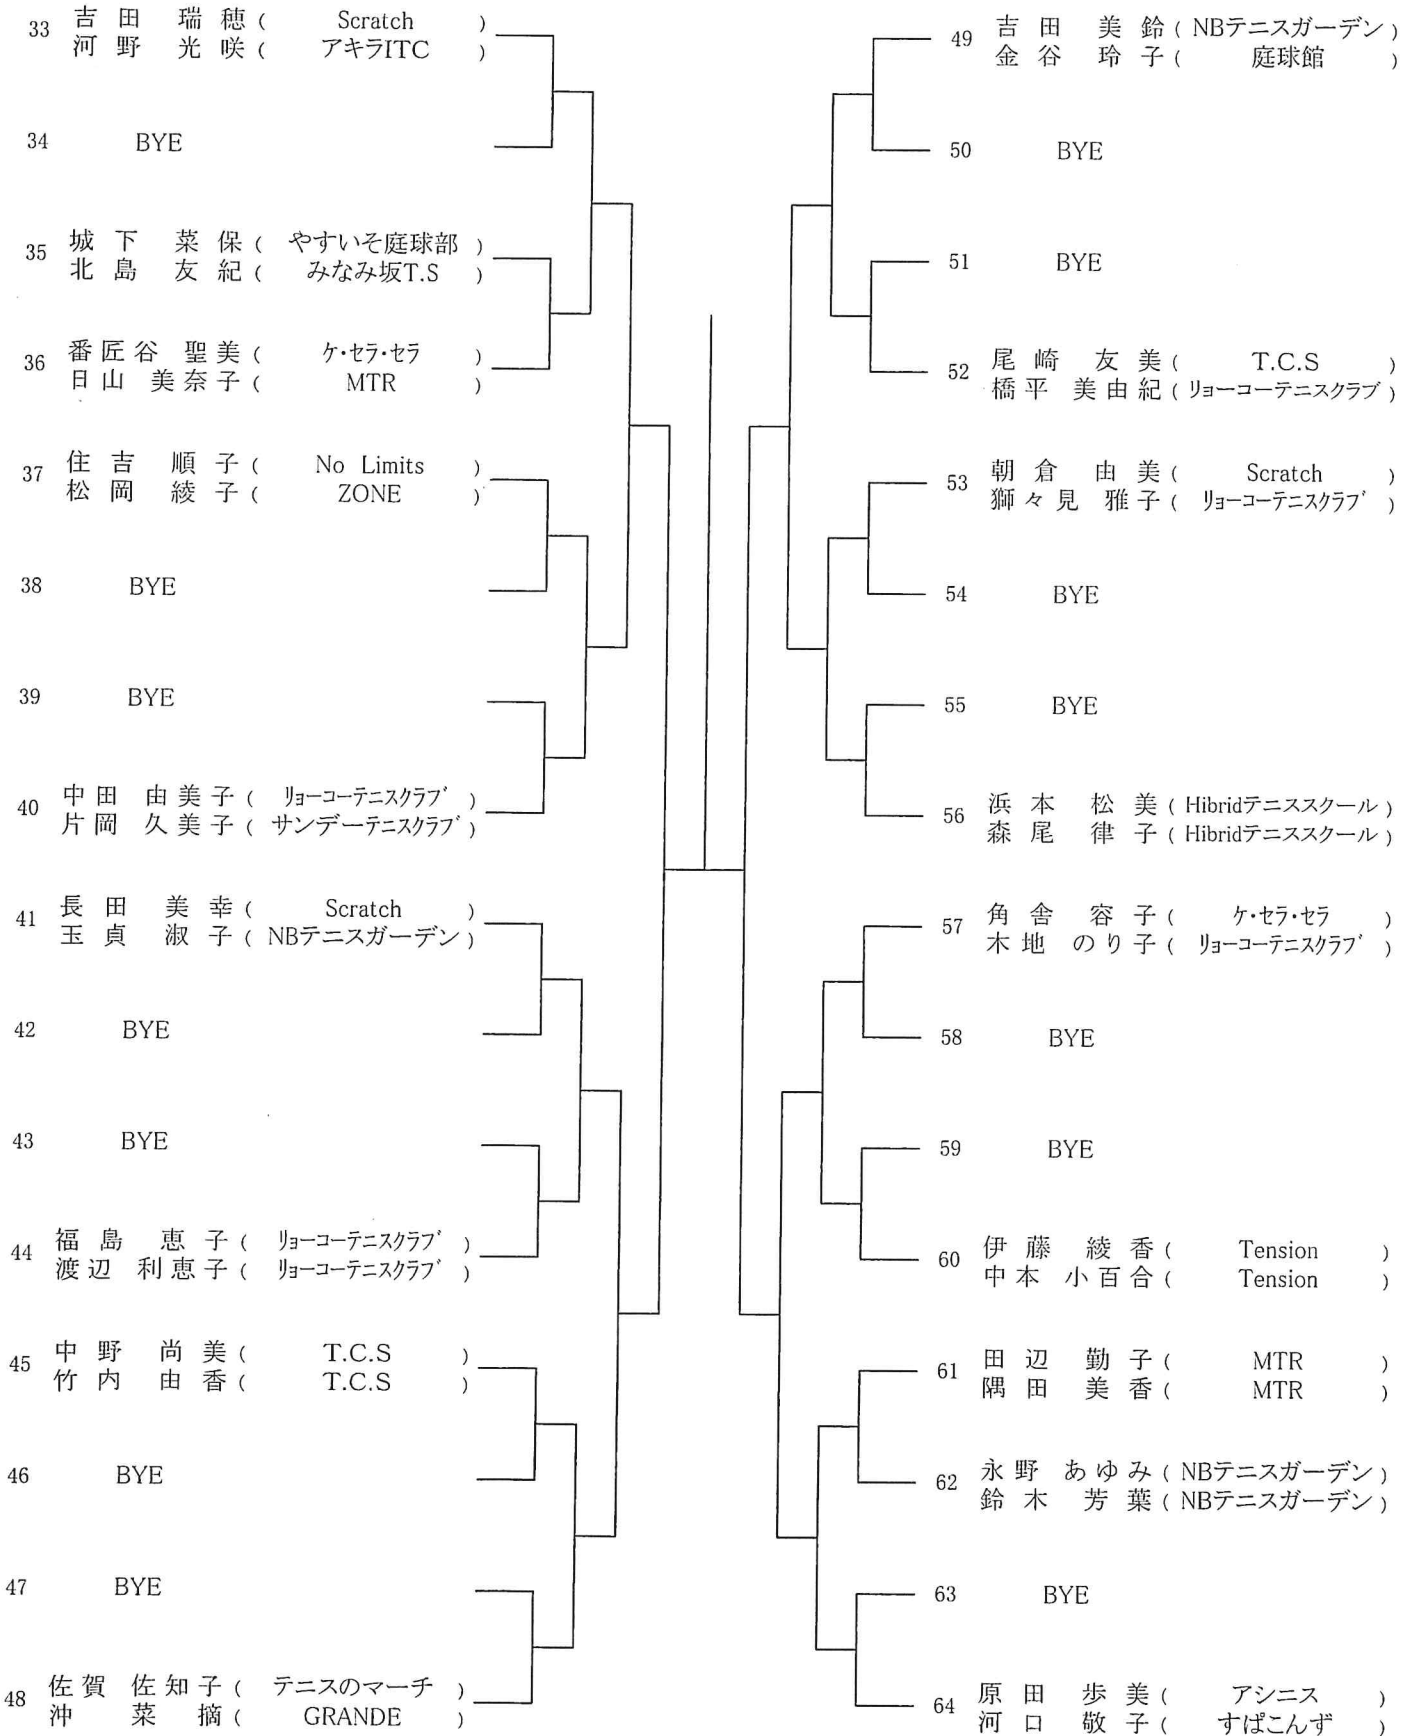 33 吉田 瑞穂 ( Scratch )
河野 光咲 ( アキラITC )
34 BYE
35 城下 菜保 ( やすいそ庭球部 )
北島 友紀 ( みなみ坂T.S )
36 番匠谷 聖美 ( ケ・セラ・セラ )
日山 美奈子 ( MTR )
37 住吉 順子 ( No Limits )
松岡 綾子 ( ZONE )
38 BYE
39 BYE
40 中田 由美子 ( リョーコーテニスクラブ )
片岡 久美子 ( サンデーテニスクラブ )
41 長田 美幸 ( Scratch )
玉貞 淑子 ( NBテニスガーデン )
42 BYE
43 BYE
44 福島 恵子 ( リョーコーテニスクラブ )
渡辺 利恵子 ( リョーコーテニスクラブ )
45 中野 尚美 ( T.C.S )
竹内 由香 ( T.C.S )
46 BYE
47 BYE
48 佐賀 佐知子 ( テニスのマーチ )
沖 菜摘 ( GRANDE )
49 吉田 美鈴 ( NBテニスガーデン )
金谷 玲子 ( 庭球館 )
50 BYE
51 BYE
52 尾崎 友美 ( T.C.S )
橋平 美由紀 ( リョーコーテニスクラブ )
53 朝倉 由美 ( Scratch )
獅々見 雅子 ( リョーコーテニスクラブ )
54 BYE
55 BYE
56 浜本 松美 ( Hibridテニススクール )
森尾 律子 ( Hibridテニススクール )
57 角舎 容子 ( ケ・セラ・セラ )
木地 のり子 ( リョーコーテニスクラブ )
58 BYE
59 BYE
60 伊藤 綾香 ( Tension )
中本 小百合 ( Tension )
61 田辺 勤子 ( MTR )
隅田 美香 ( MTR )
62 永野 あゆみ ( NBテニスガーデン )
鈴木 芳葉 ( NBテニスガーデン )
63 BYE
64 原田 歩美 ( アシニス )
河口 敬子 ( すぱこんず )